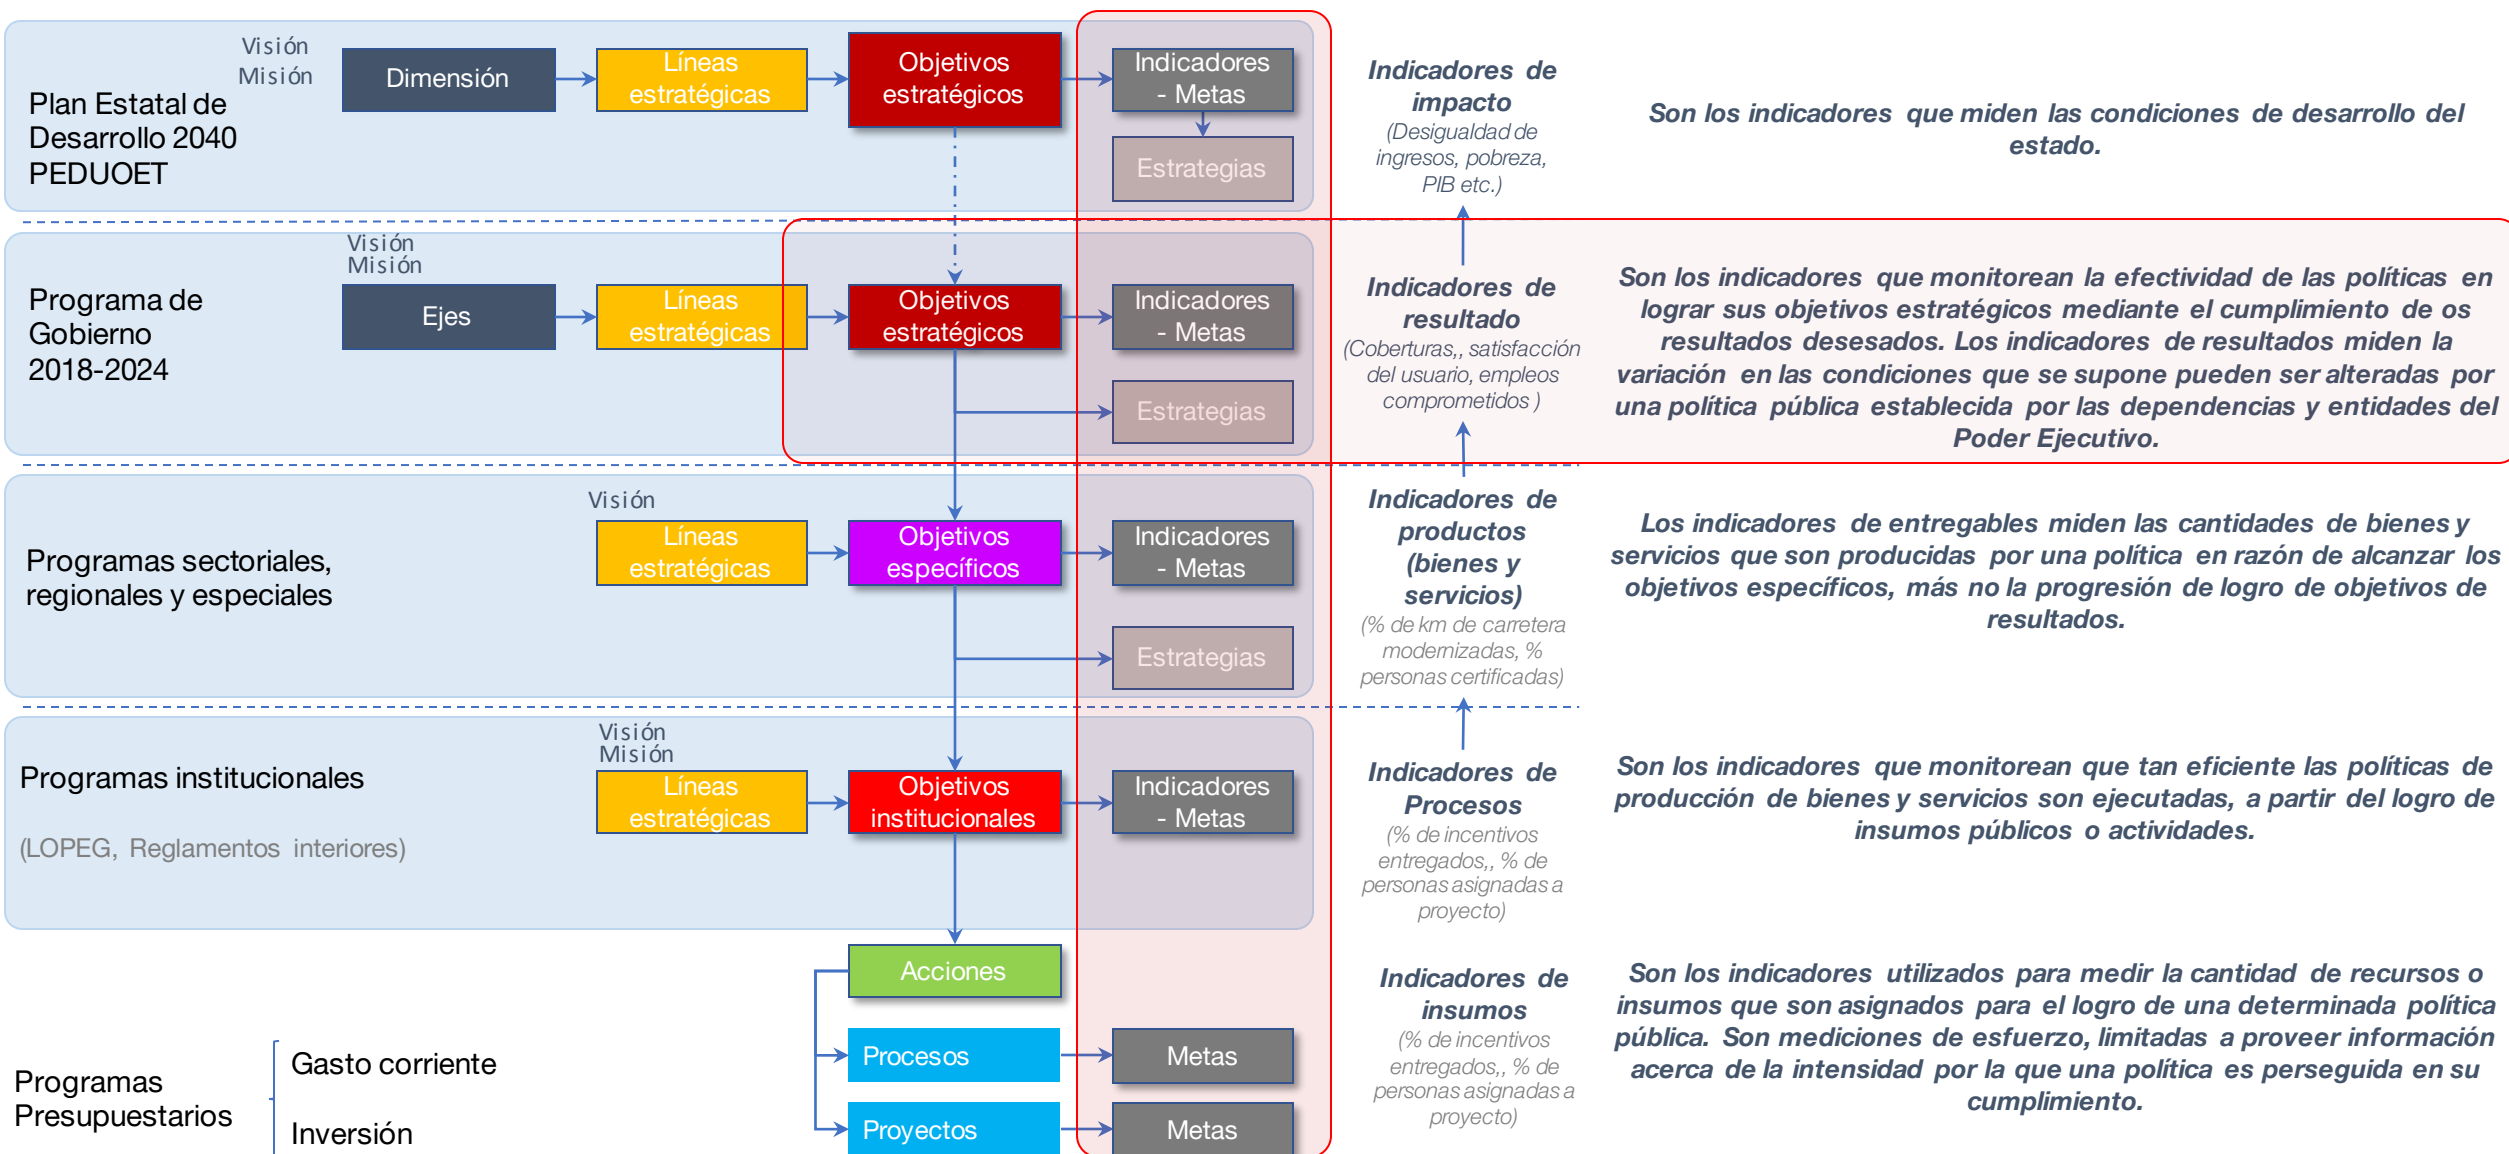 Visión
Misión
Plan Estatal de
Desarrollo 2040
PEDUOET
Dimensión
Líneas
estratégicas
Objetivos
estratégicos
Indicadores
- Metas
Estrategias
Indicadores de
impacto
(Desigualdad de
ingresos, pobreza,
PIB etc.)
Son los indicadores que miden las condiciones de desarrollo del
estado.
Visión
Misión
Programa de
Gobierno
2018-2024
Ejes
Líneas
estratégicas
Objetivos
estratégicos
Indicadores
- Metas
Estrategias
Indicadores de
resultado
(Coberturas,, satisfacción
del usuario, empleos
comprometidos )
Son los indicadores que monitorean la efectividad de las políticas en
lograr sus objetivos estratégicos mediante el cumplimiento de os
resultados desesados. Los indicadores de resultados miden la
variación en las condiciones que se supone pueden ser alteradas por
una política pública establecida por las dependencias y entidades del
Poder Ejecutivo.
Visión
Programas sectoriales,
regionales y especiales
Líneas
estratégicas
Objetivos
específicos
Indicadores
- Metas
Estrategias
Indicadores de
productos
(bienes y
servicios)
(% de km de carretera
modernizadas, %
personas certificadas)
Los indicadores de entregables miden las cantidades de bienes y
servicios que son producidas por una política en razón de alcanzar los
objetivos específicos, más no la progresión de logro de objetivos de
resultados.
Visión
Misión
Programas institucionales
(LOPEG, Reglamentos interiores)
Líneas
estratégicas
Objetivos
institucionales
Indicadores
- Metas
Indicadores de
Procesos
(% de incentivos
entregados,, % de
personas asignadas a
proyecto)
Son los indicadores que monitorean que tan eficiente las políticas de
producción de bienes y servicios son ejecutadas, a partir del logro de
insumos públicos o actividades.
Acciones
Procesos
Metas
Proyectos
Metas
Programas
Presupuestarios
Gasto corriente
Inversión
Indicadores de
insumos
(% de incentivos
entregados,, % de
personas asignadas a
proyecto)
Son los indicadores utilizados para medir la cantidad de recursos o
insumos que son asignados para el logro de una determinada política
pública. Son mediciones de esfuerzo, limitadas a proveer información
acerca de la intensidad por la que una política es perseguida en su
cumplimiento.